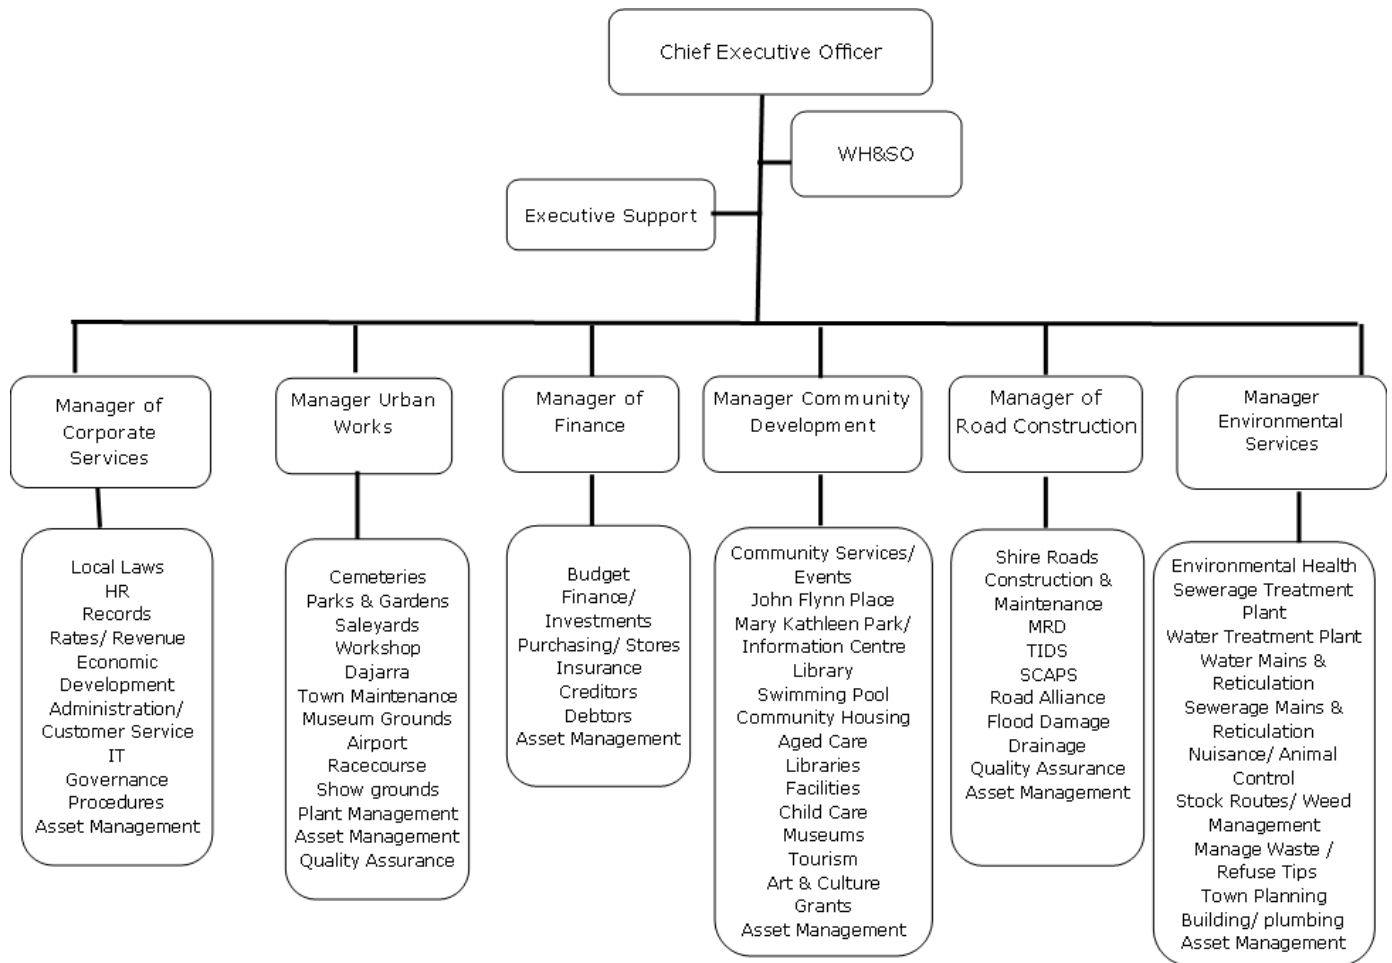 Chief Executive Officer
WH&SO
Executive Support
Manager of
Corporate
Services
Manager Urban
Works
Manager of
Finance
Manager Community
Development
Manager of
Road Construction
Manager
Environmental
Services
Local Laws
HR
Records
Rates/ Revenue
Economic
Development
Administration/
Customer Service
IT
Governance
Procedures
Asset Management
Cemeteries
Parks & Gardens
Saleyards
Workshop
Dajarra
Town Maintenance
Museum Grounds
Airport
Racecourse
Show grounds
Plant Management
Asset Management
Quality Assurance
Budget
Finance/
Investments
Purchasing/ Stores
Insurance
Creditors
Debtors
Asset Management
Community Services/
Events
John Flynn Place
Mary Kathleen Park/
Information Centre
Library
Swimming Pool
Community Housing
Aged Care
Libraries
Facilities
Child Care
Museums
Tourism
Art & Culture
Grants
Asset Management
Shire Roads
Construction &
Maintenance
MRD
TIDS
SCAPS
Road Alliance
Flood Damage
Drainage
Quality Assurance
Asset Management
Environmental Health
Sewerage Treatment
Plant
Water Treatment Plant
Water Mains &
Reticulation
Sewerage Mains &
Reticulation
Nuisance/ Animal
Control
Stock Routes/ Weed
Management
Manage Waste /
Refuse Tips
Town Planning
Building/ plumbing
Asset Management